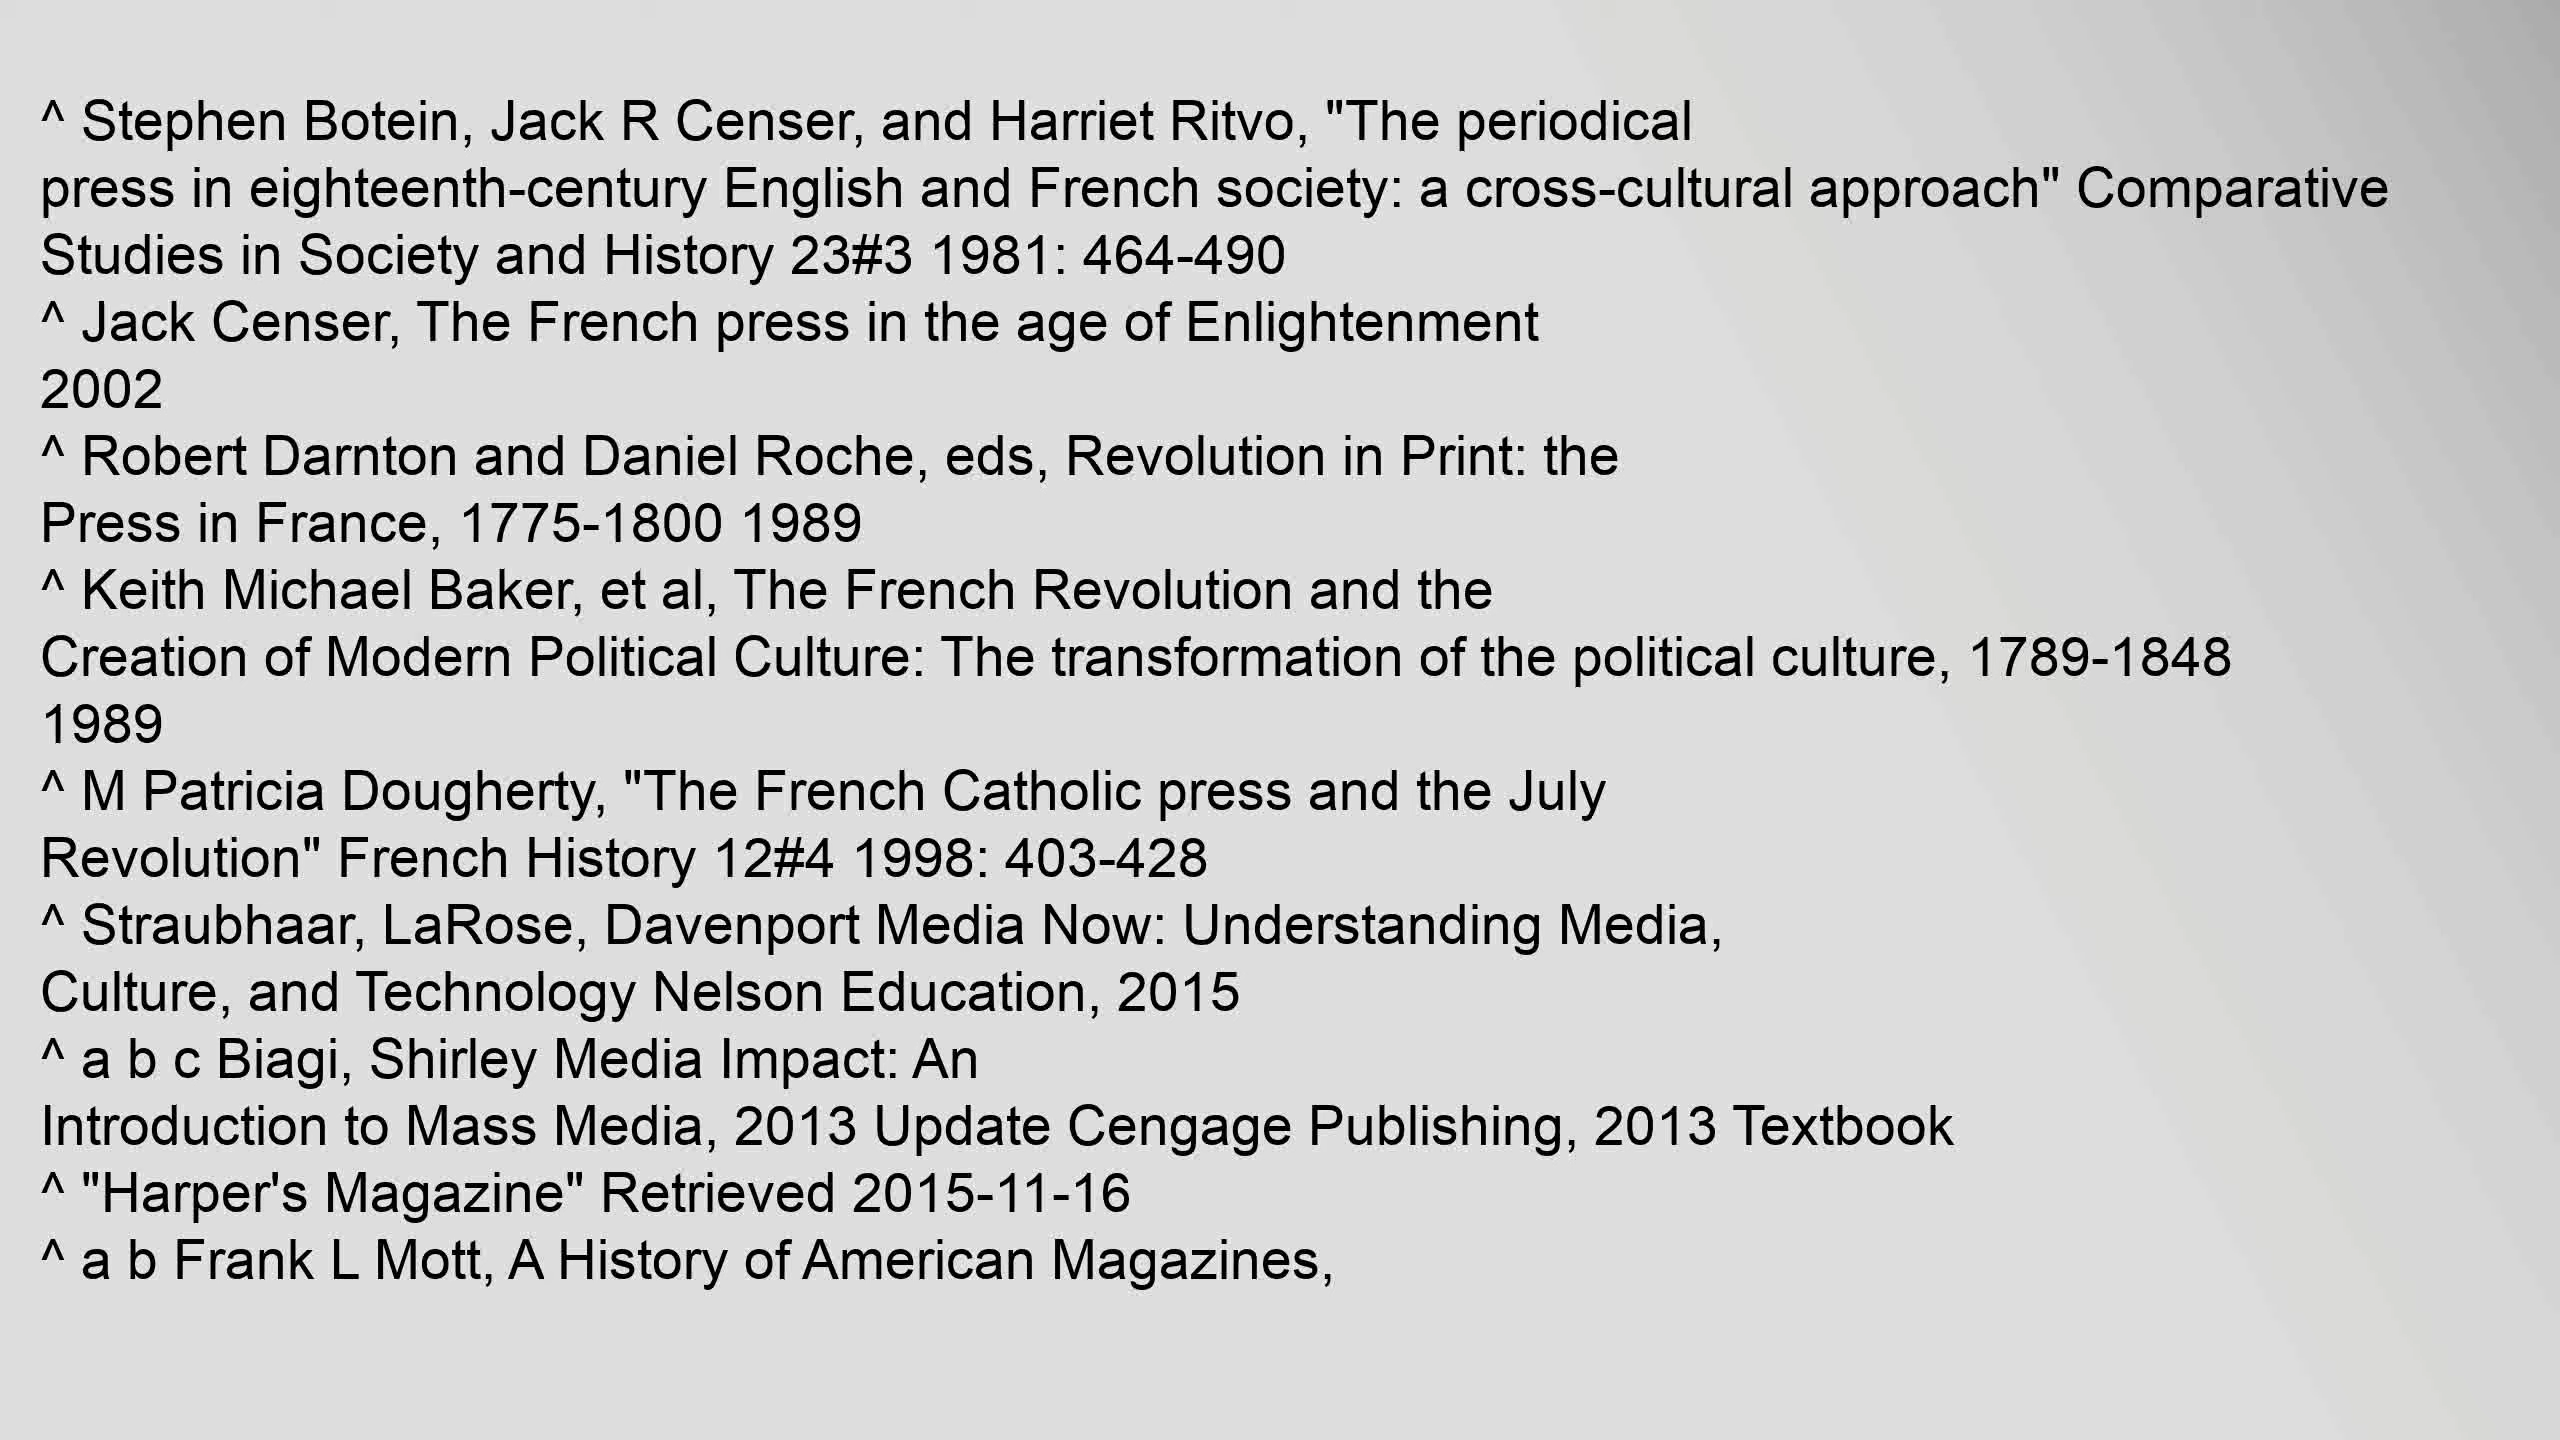 ^ Stephen Botein, Jack R Censer, and Harriet Ritvo, "The periodical
press in eighteenth-century English and French society: a cross-cultural approach" Comparative
Studies in Society and History 23#3 1981: 464-490
^ Jack Censer, The French press in the age of Enlightenment
2002
^ Robert Darnton and Daniel Roche, eds, Revolution in Print: the
Press in France, 1775-1800 1989
^ Keith Michael Baker, et al, The French Revolution and the
Creation of Modern Political Culture: The transformation of the political culture, 1789-1848
1989
^ M Patricia Dougherty, "The French Catholic press and the July
Revolution" French History 12#4 1998: 403-428
^ Straubhaar, LaRose, Davenport Media Now: Understanding Media,
Culture, and Technology Nelson Education, 2015
^ a b c Biagi, Shirley Media Impact: An
Introduction to Mass Media, 2013 Update Cengage Publishing, 2013 Textbook
^ "Harper's Magazine" Retrieved 2015-11-16
^ a b Frank L Mott, A History of American Magazines,